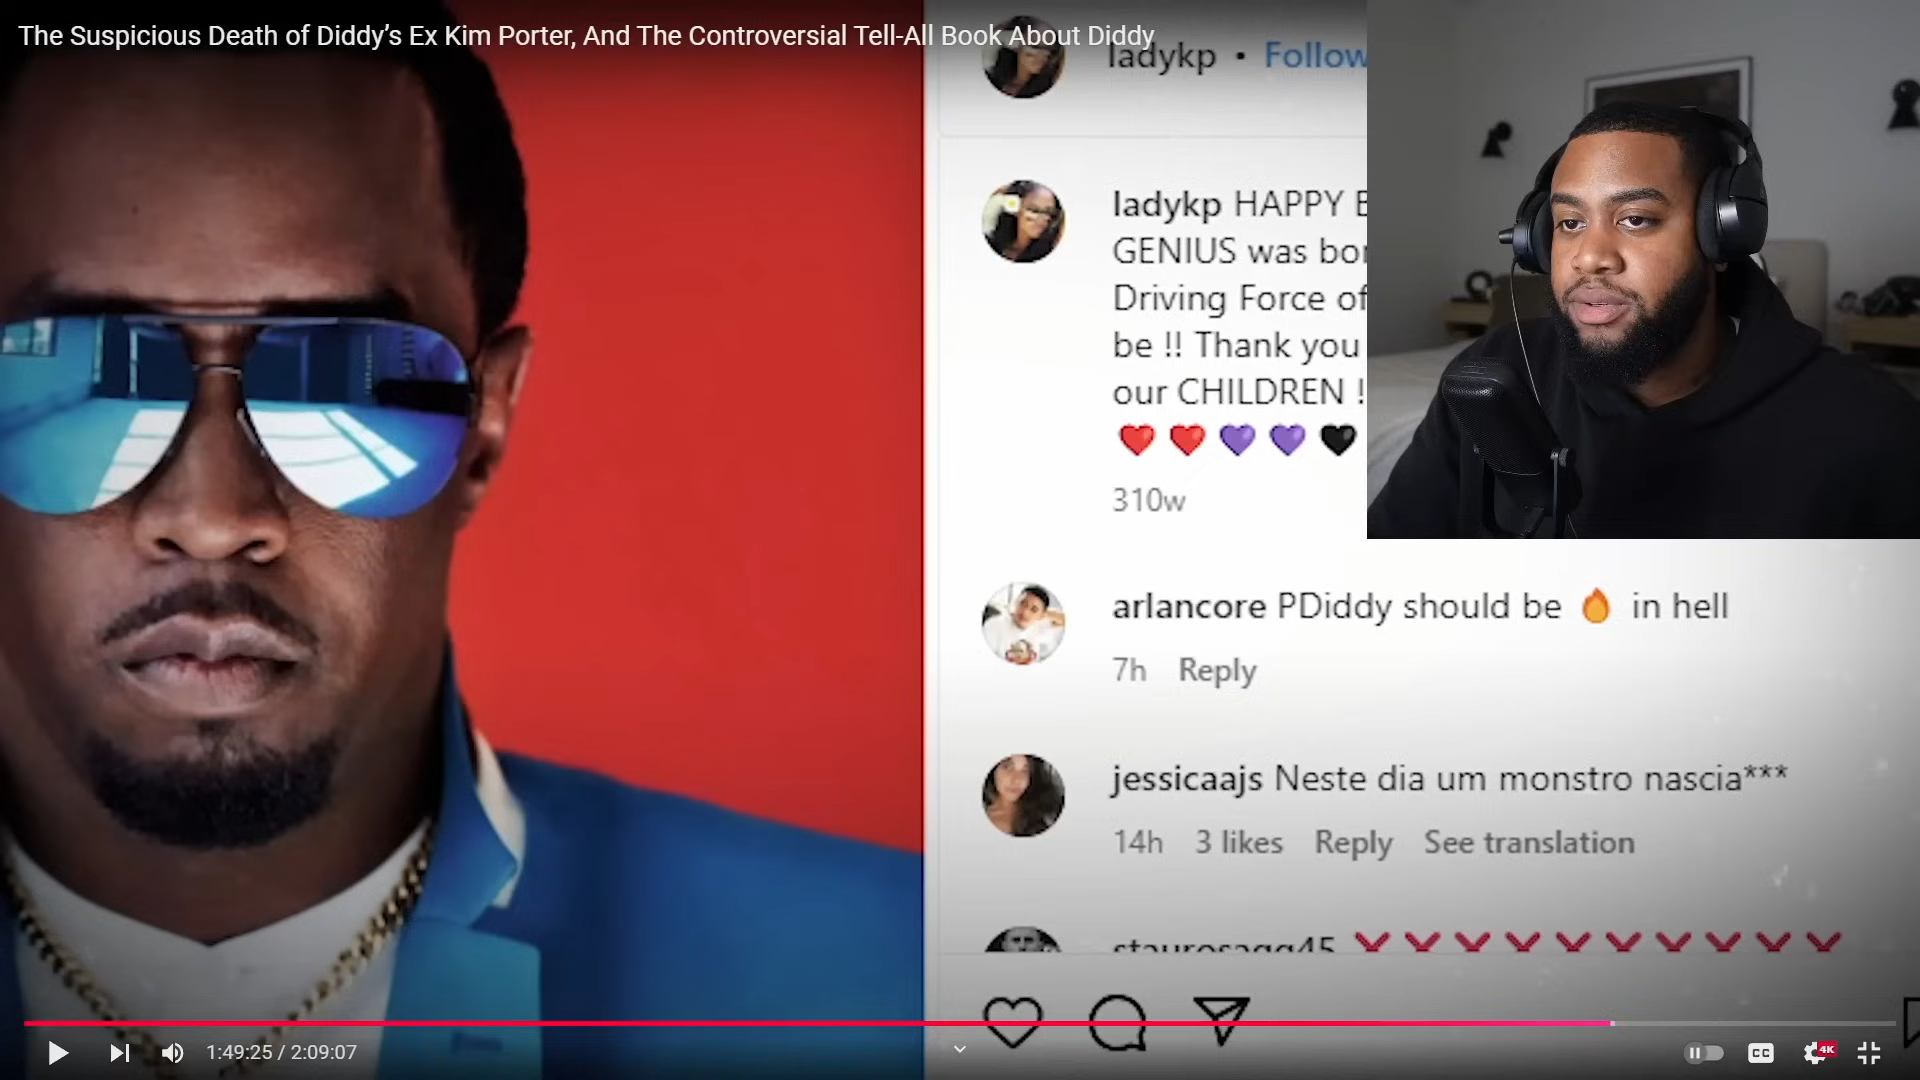 The Suspicious Death of Diddy’s Ex Kim Porter, And The Controversial Tell-All Book About Diddy
ladykp • Follow
ladykp HAPPY
GENIUS was
Driving Force of
be !! Thank you
our CHILDREN !
310w
arlancore PDiddy should be 🔥 in hell
7h Reply
jessicaajs Neste dia um monstro nascia***
14h 3 likes Reply See translation
1:49:25 / 2:09:07
CC
4K